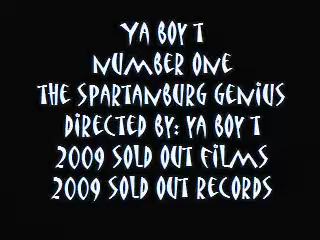 YA BOY T
NUMBER ONE
THE SPARTANBURG GENIUS
DIRECTED BY: YA BOY T
2009 SOLD OUT FILMS
2009 SOLD OUT RECORDS